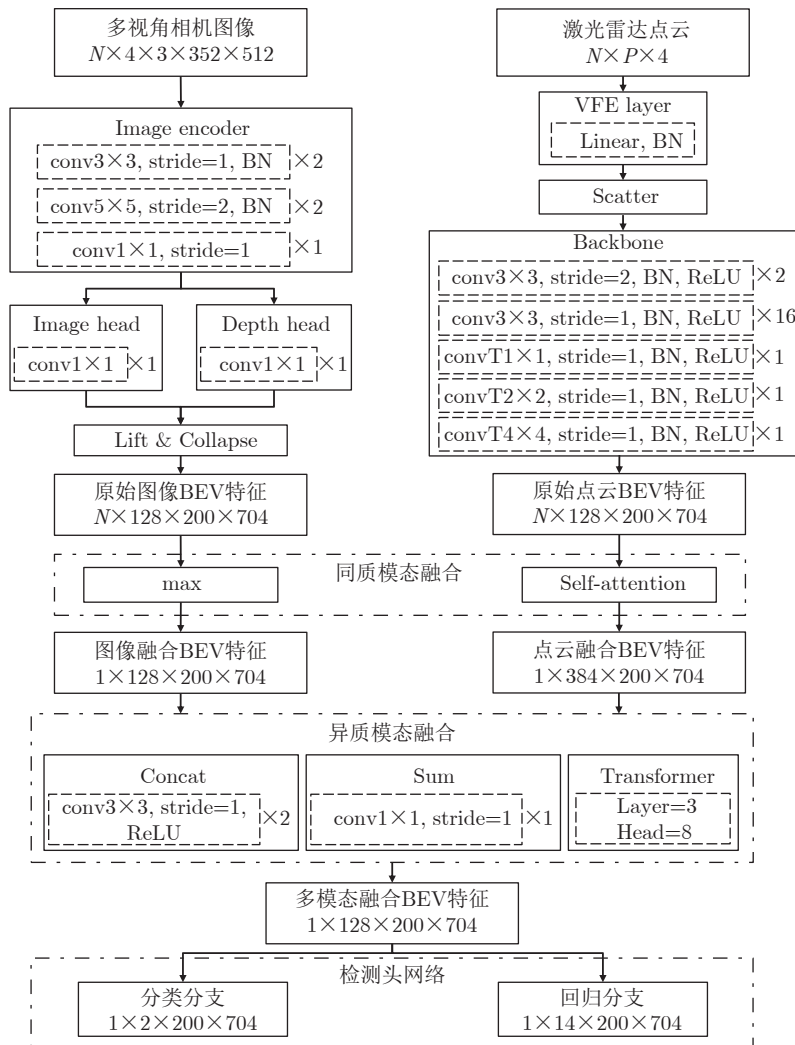 多视角相机图像
N×4×3×352×512
Image encoder
conv3×3, stride=1, BN ×2
conv5×5, stride=2, BN ×2
conv1×1, stride=1 ×1
Image head
conv1×1 ×1
Depth head
conv1×1 ×1
Lift & Collapse
原始图像BEV特征
N×128×200×704
激光雷达点云
N×P×4
VFE layer
Linear, BN
Scatter
Backbone
conv3×3, stride=2, BN, ReLU ×2
conv3×3, stride=1, BN, ReLU ×16
convT1×1, stride=1, BN, ReLU ×1
convT2×2, stride=1, BN, ReLU ×1
convT4×4, stride=1, BN, ReLU ×1
原始点云BEV特征
N×128×200×704
同质模态融合
max
Self-attention
图像融合BEV特征
1×128×200×704
点云融合BEV特征
1×384×200×704
异质模态融合
Concat
conv3×3, stride=1,
ReLU ×2
Sum
conv1×1, stride=1 ×1
Transformer
Layer=3
Head=8
多模态融合BEV特征
1×128×200×704
检测头网络
分类分支
1×2×200×704
回归分支
1×14×200×704